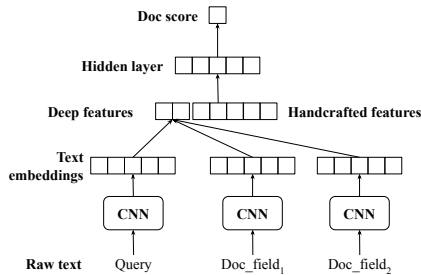 Doc score
Hidden layer
Deep features
Handcrafted features
Text
embeddings
CNN
CNN
CNN
Raw text
Query
Doc_field₁
Doc_field₂